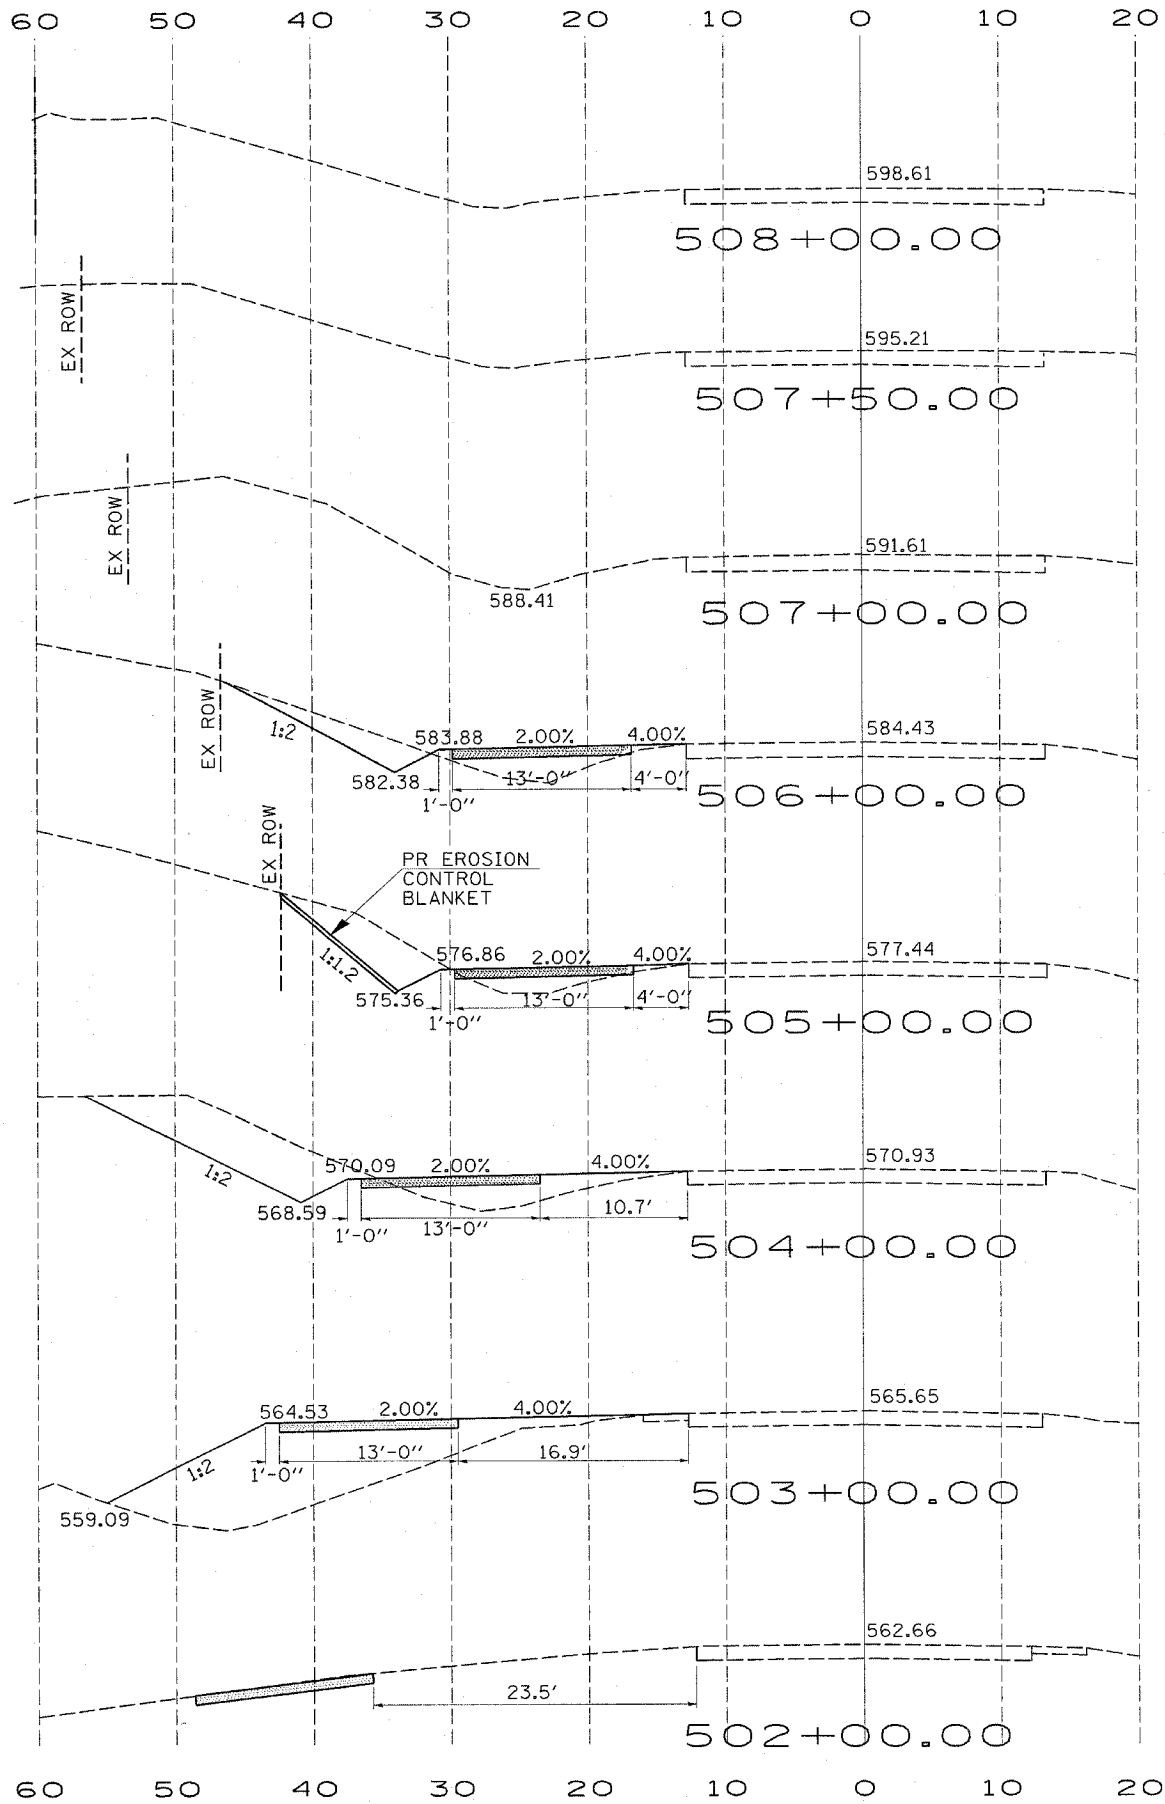 60 50 40 30 20 10 0 10 20
598.61
508+00.00
EX ROW
595.21
507+50.00
EX ROW
591.61
588.41
507+00.00
EX ROW
1:2
583.88 2.00% 4.00% 584.43
582.38 13'-0" 4'-0"
1'-0"
506+00.00
EX ROW
PR EROSION
CONTROL
BLANKET
1:1.2
576.86 2.00% 4.00% 577.44
575.36 13'-0" 4'-0"
1'-0"
505+00.00
1:2
570.09 2.00% 4.00% 570.93
568.59 1'-0" 13'-0" 10.7'
504+00.00
564.53 2.00% 4.00% 565.65
1:2 1'-0" 13'-0" 16.9'
559.09
503+00.00
562.66
23.5'
502+00.00
60 50 40 30 20 10 0 10 20